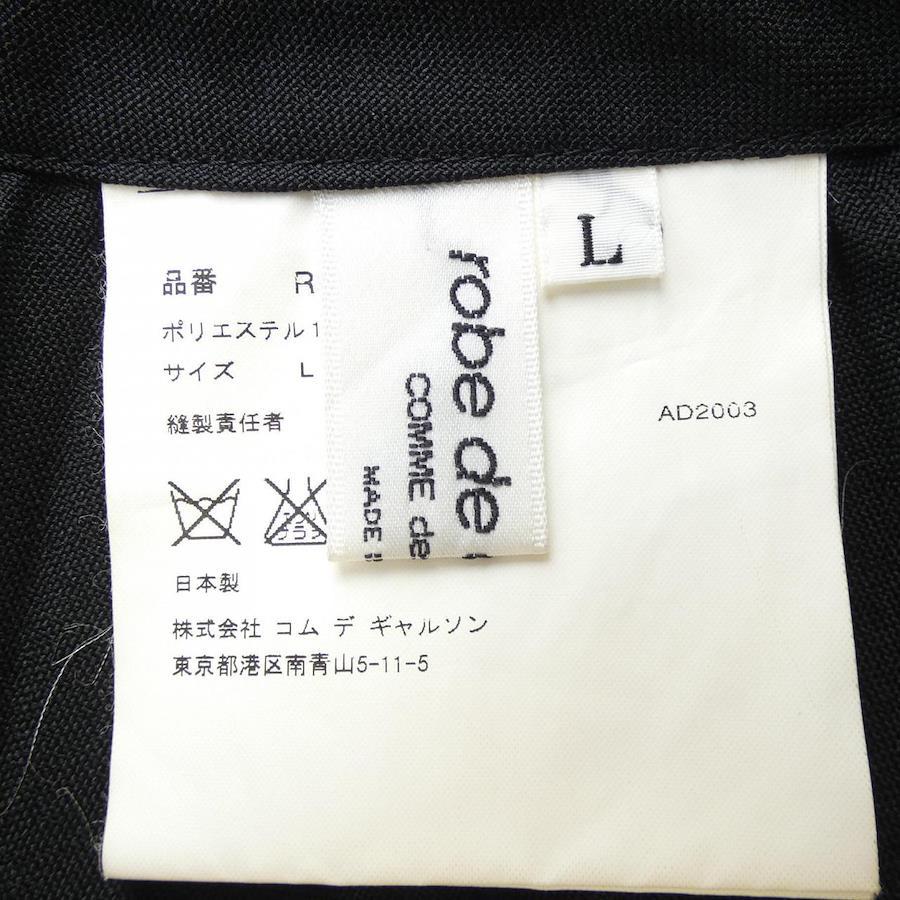 L
robe de
COMME de
MADE
品番 R
ポリエステル1
サイズ L
縫製責任者
AD2003
日本製
株式会社 コム デ ギャルソン
東京都港区南青山5-11-5